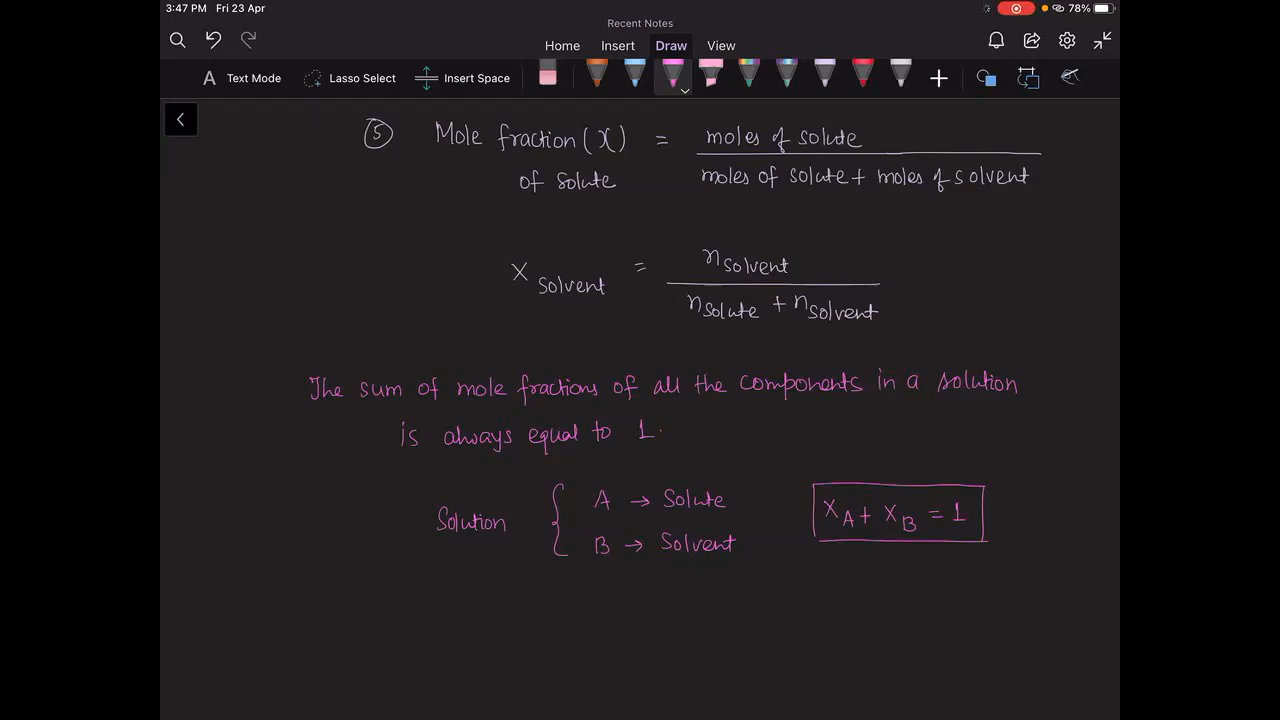 3:47 PM Fri 23 Apr
78%
Recent Notes
Home Insert Draw View
A Text Mode Lasso Select Insert Space
5 Mole fraction (X) = moles of solute
of solute moles of solute + moles of solvent
X solvent = n solvent
n solute + n solvent
The sum of mole fractions of all the components in a solution
is always equal to 1.
Solution { A → Solute
B → Solvent
X A + X B = 1